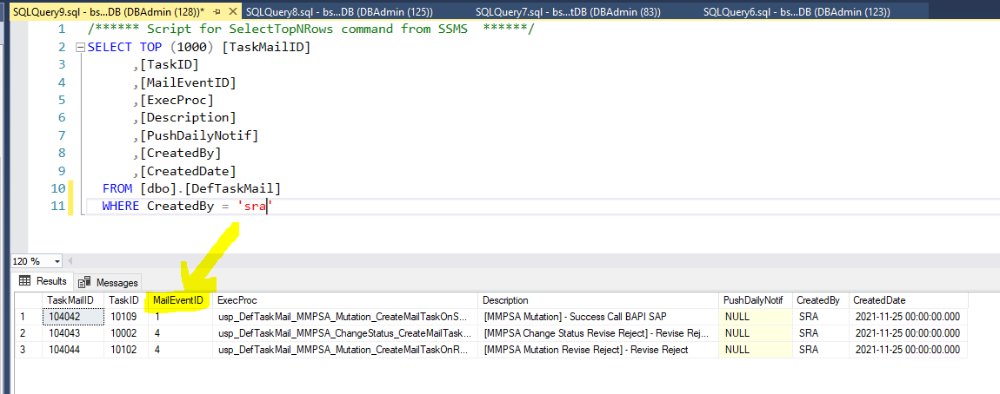 SQLQuery9.sql - bs...DB (DBAdmin (128))* SQLQuery8.sql - bs...DB (DBAdmin (125)) SQLQuery7.sql - bs...tDB (DBAdmin (83)) SQLQuery6.sql - bs...DB (DBAdmin (123))
1 /****** Script for SelectTopNRows command from SSMS ******/
2 SELECT TOP (1000) [TaskMailID]
3 ,[TaskID]
4 ,[MailEventID]
5 ,[ExecProc]
6 ,[Description]
7 ,[PushDailyNotif]
8 ,[CreatedBy]
9 ,[CreatedDate]
10 FROM [dbo].[DefTaskMail]
11 WHERE CreatedBy = 'sra'
120 %
Results Messages
TaskMailID TaskID MailEventID ExecProc Description PushDailyNotif CreatedBy CreatedDate
1 104042 10109 1 usp_DefTaskMail_MMPSA_Mutation_CreateMailTaskOnS... [MMPSA Mutation] - Success Call BAPI SAP NULL SRA 2021-11-25 00:00:00.000
2 104043 10002 4 usp_DefTaskMail_MMPSA_ChangeStatus_CreateMailTask... [MMPSA Change Status Revise Reject] - Revise Rej... NULL SRA 2021-11-25 00:00:00.000
3 104044 10102 4 usp_DefTaskMail_MMPSA_Mutation_CreateMailTaskOnR... [MMPSA Mutation Revise Reject] - Revise Reject NULL SRA 2021-11-25 00:00:00.000